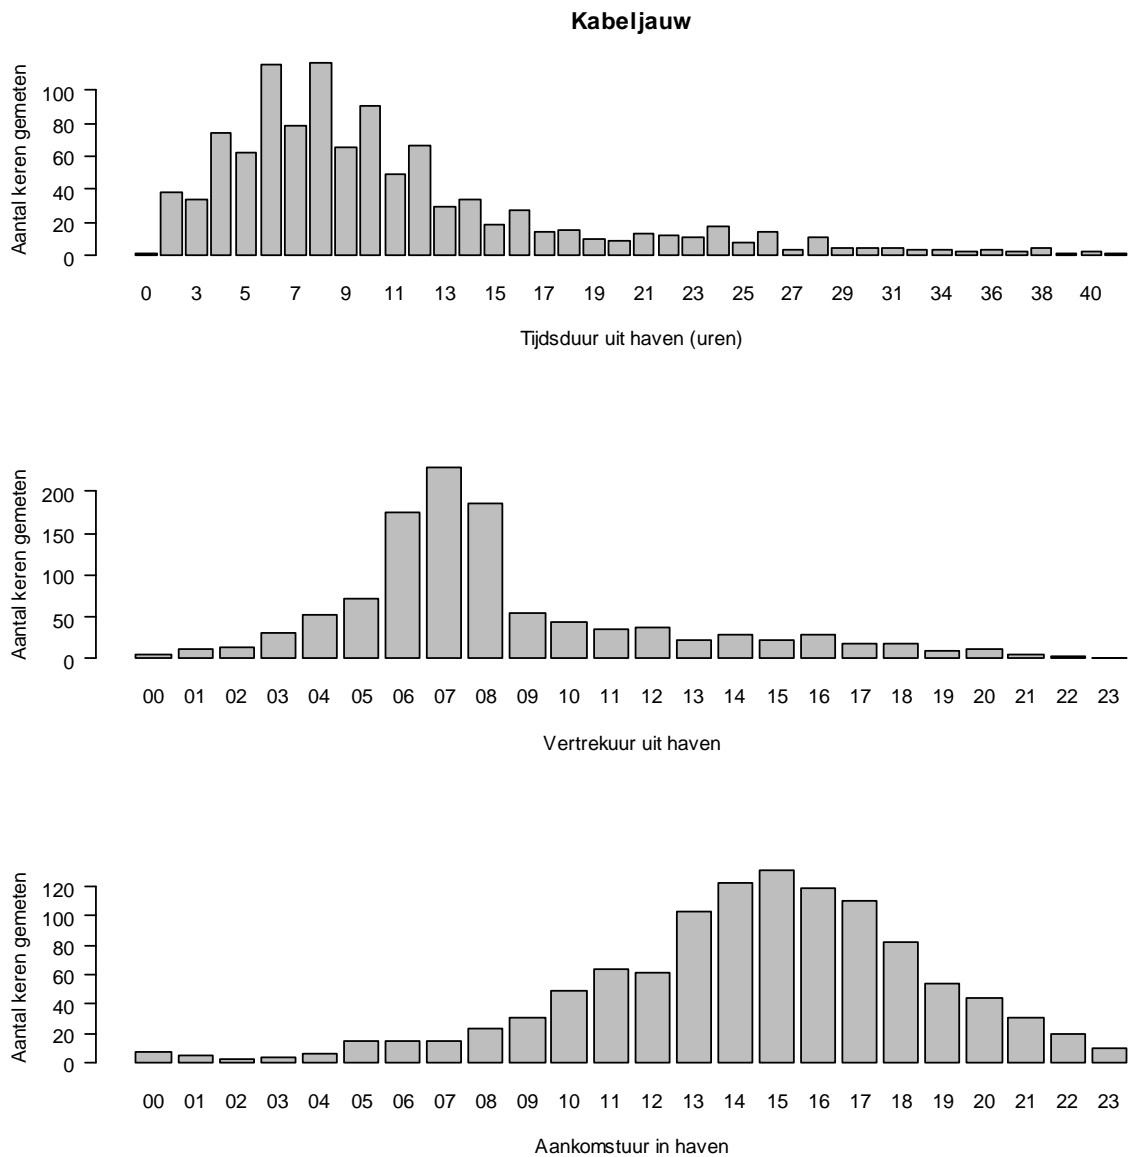 Kabeljauw
Aantal keren gemeten
100
80
60
40
20
0
0 3 5 7 9 11 13 15 17 19 21 23 25 27 29 31 34 36 38 40
Tijdsduur uit haven (uren)
Aantal keren gemeten
200
150
100
50
0
00 01 02 03 04 05 06 07 08 09 10 11 12 13 14 15 16 17 18 19 20 21 22 23
Vertrekuur uit haven
Aantal keren gemeten
120
100
80
60
40
20
0
00 01 02 03 04 05 06 07 08 09 10 11 12 13 14 15 16 17 18 19 20 21 22 23
Aankomstuur in haven